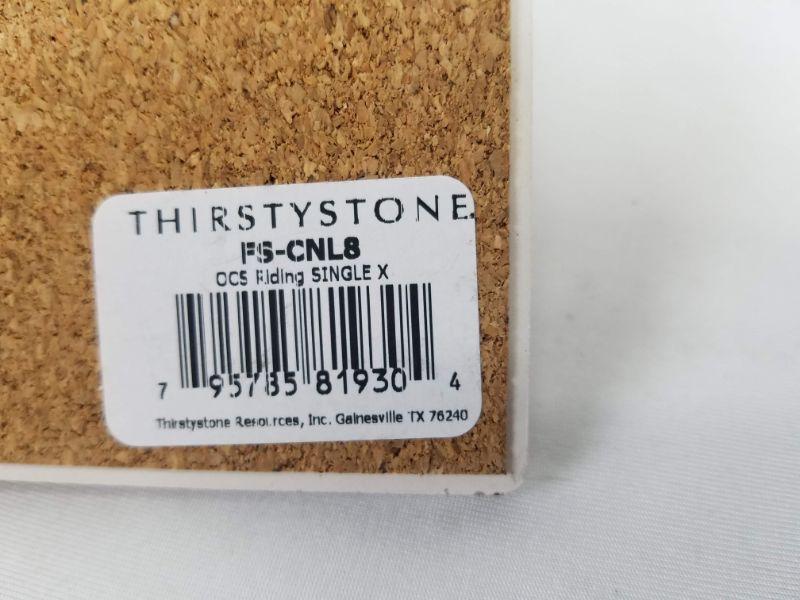 THIRSTYSTONE.
FS-CNL8
OCS Riding SINGLE X
7 95785 81930 4
Thirstystone Resources, Inc. Gainesville TX 76240